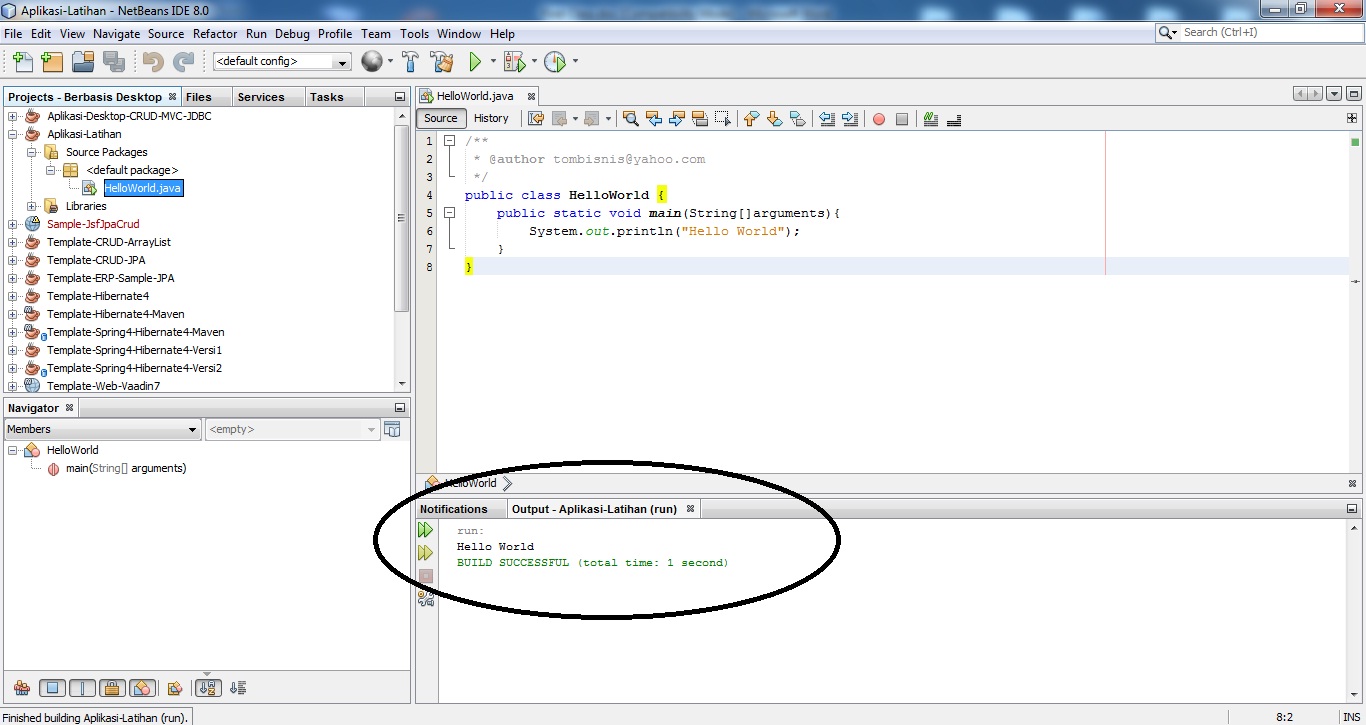 Aplikasi-Latihan - NetBeans IDE 8.0
File Edit View Navigate Source Refactor Run Debug Profile Team Tools Window Help
Search (Ctrl+I)
<default config>
Projects - Berbasis Desktop Files Services Tasks
Aplikasi-Desktop-CRUD-MVC-JDBC
Aplikasi-Latihan
Source Packages
<default package>
HelloWorld.java
Libraries
Sample-JsfJpaCrud
Template-CRUD-ArrayList
Template-CRUD-JPA
Template-ERP-Sample-JPA
Template-Hibernate4
Template-Hibernate4-Maven
Template-Spring4-Hibernate4-Maven
Template-Spring4-Hibernate4-Versi1
Template-Spring4-Hibernate4-Versi2
Template-Web-Vaadin7
Navigator
Members <empty>
HelloWorld
main(String[] arguments)
HelloWorld.java
Source History
1 /**
2 * @author tombisnis@yahoo.com
3 */
4 public class HelloWorld {
5 public static void main(String[]arguments){
6 System.out.println("Hello World");
7 }
8 }
HelloWorld
Notifications Output - Aplikasi-Latihan (run)
run:
Hello World
BUILD SUCCESSFUL (total time: 1 second)
Finished building Aplikasi-Latihan (run).
8:2 INS